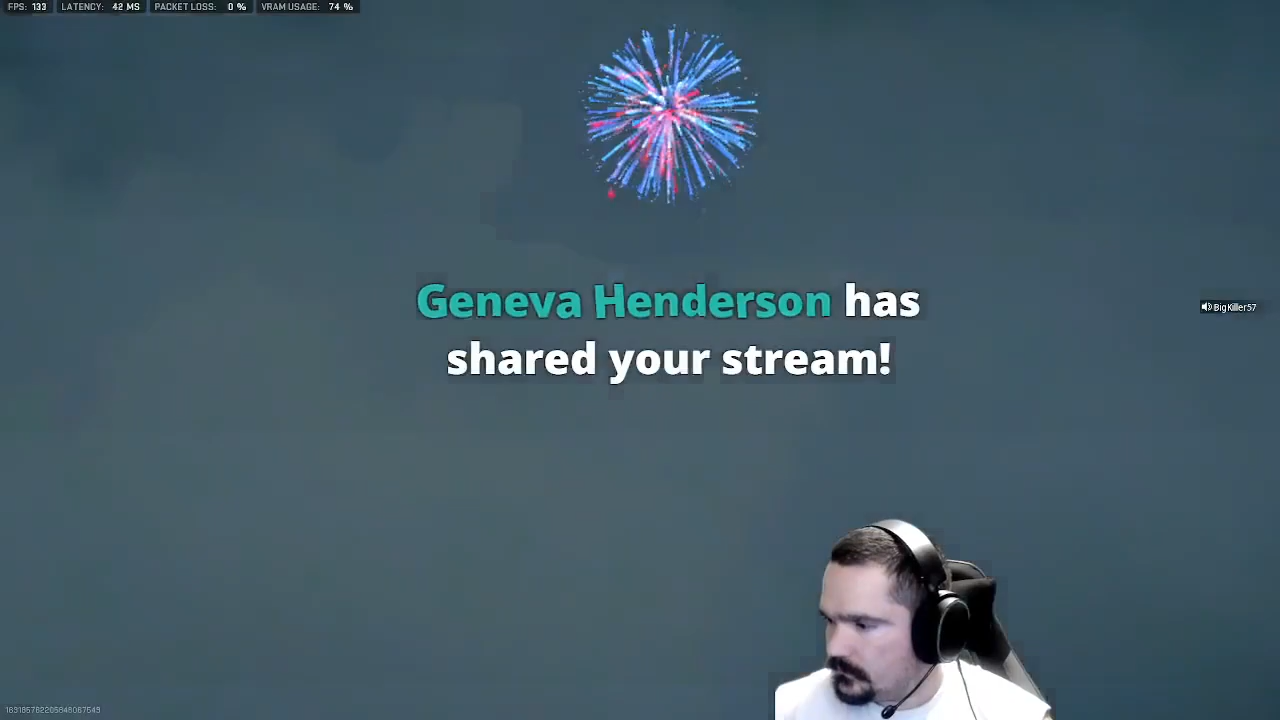 FPS: 133 LATENCY: 42 MS PACKET LOSS: 0 % VRAM USAGE: 74 %
Geneva Henderson has
shared your stream!
BigKiller57